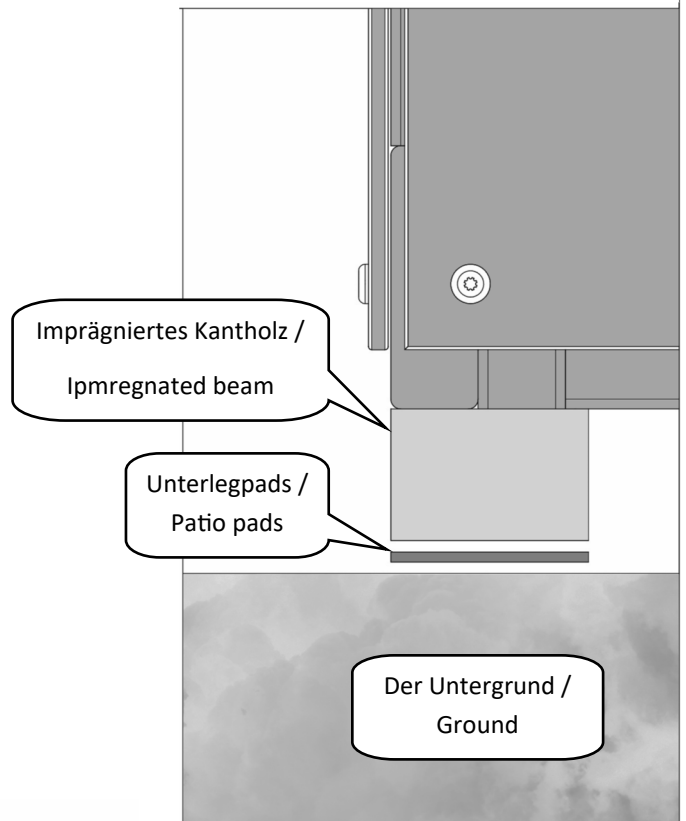 Imprägniertes Kantholz /
Ipmregnated beam
Unterlegpads /
Patio pads
Der Untergrund /
Ground